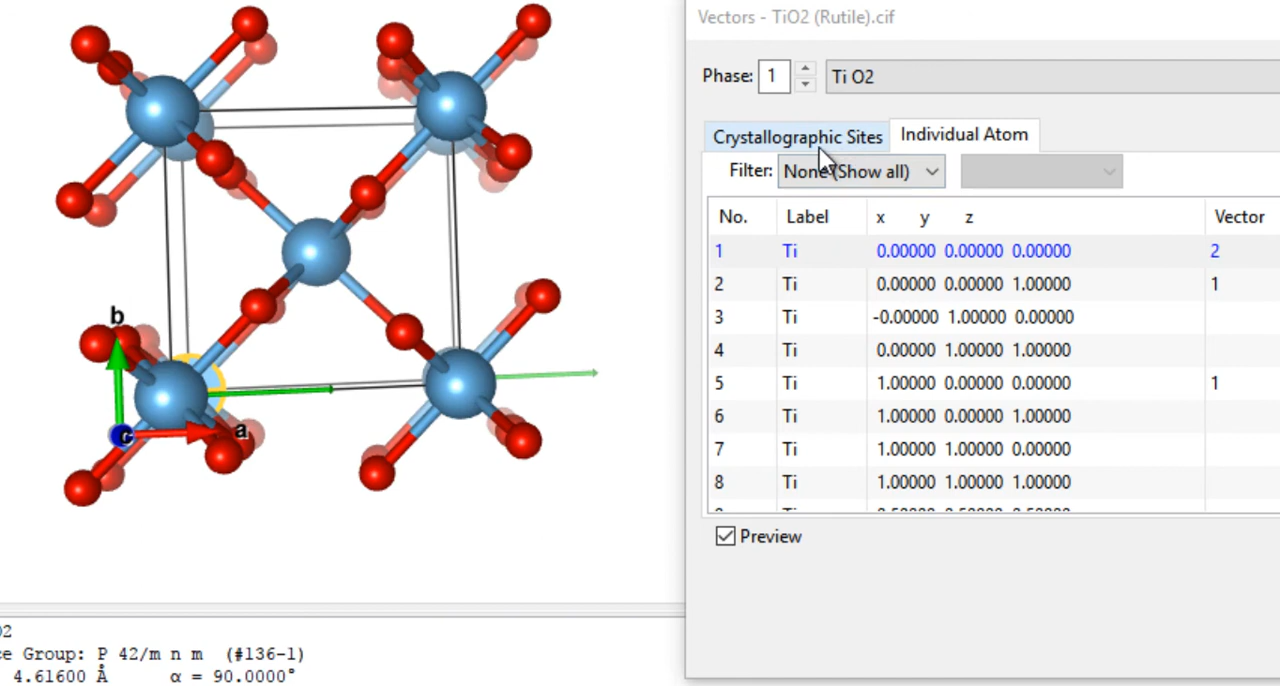 b
c
a
O2
ce Group: P 42/m n m (#136-1)
4.61600 Å α = 90.0000°
Vectors - TiO2 (Rutile).cif
Phase: 1 Ti O2
Crystallographic Sites Individual Atom
Filter: None (Show all)
No. Label x y z Vector
1 Ti 0.00000 0.00000 0.00000 2
2 Ti 0.00000 0.00000 1.00000 1
3 Ti -0.00000 1.00000 0.00000
4 Ti 0.00000 1.00000 1.00000
5 Ti 1.00000 0.00000 0.00000 1
6 Ti 1.00000 0.00000 1.00000
7 Ti 1.00000 1.00000 0.00000
8 Ti 1.00000 1.00000 1.00000
Preview